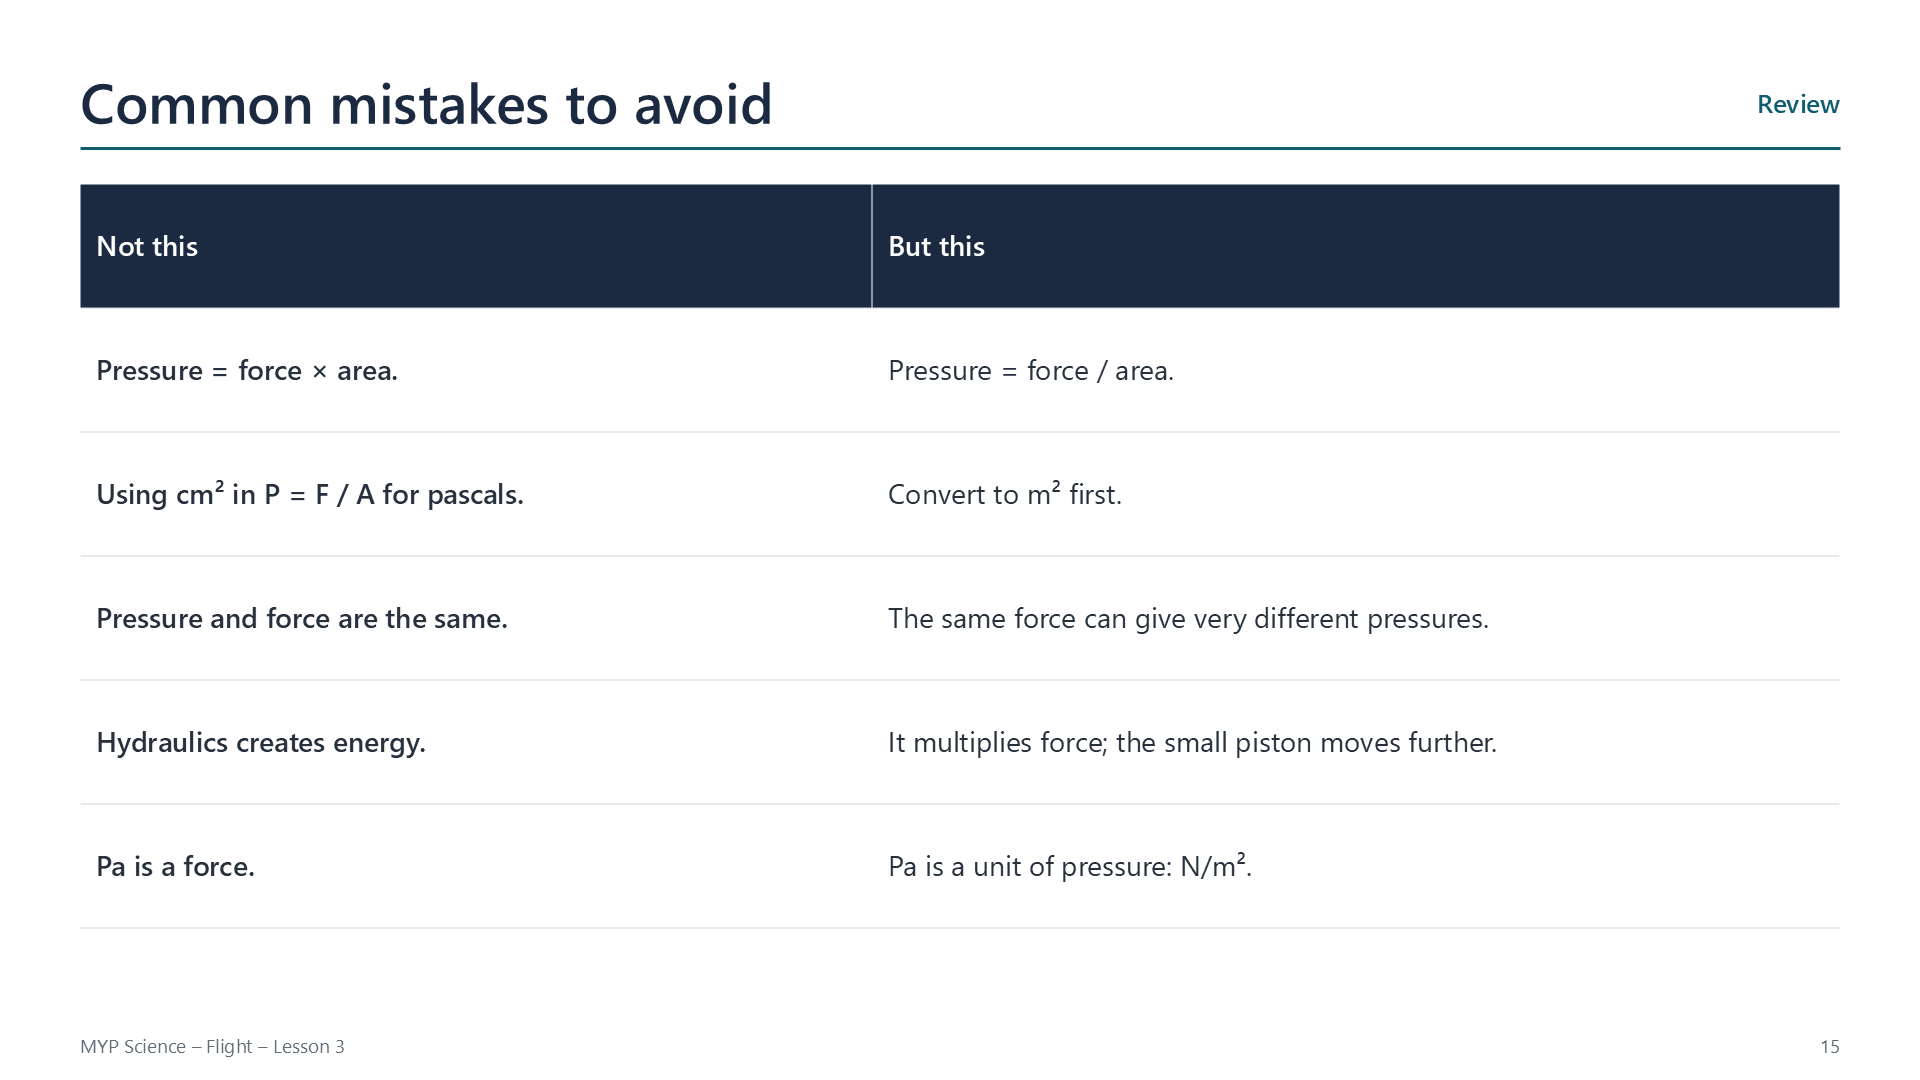 Common mistakes to avoid
Review
Not this
But this
Pressure = force × area.
Pressure = force / area.
Using cm² in P = F / A for pascals.
Convert to m² first.
Pressure and force are the same.
The same force can give very different pressures.
Hydraulics creates energy.
It multiplies force; the small piston moves further.
Pa is a force.
Pa is a unit of pressure: N/m².
MYP Science – Flight – Lesson 3
15